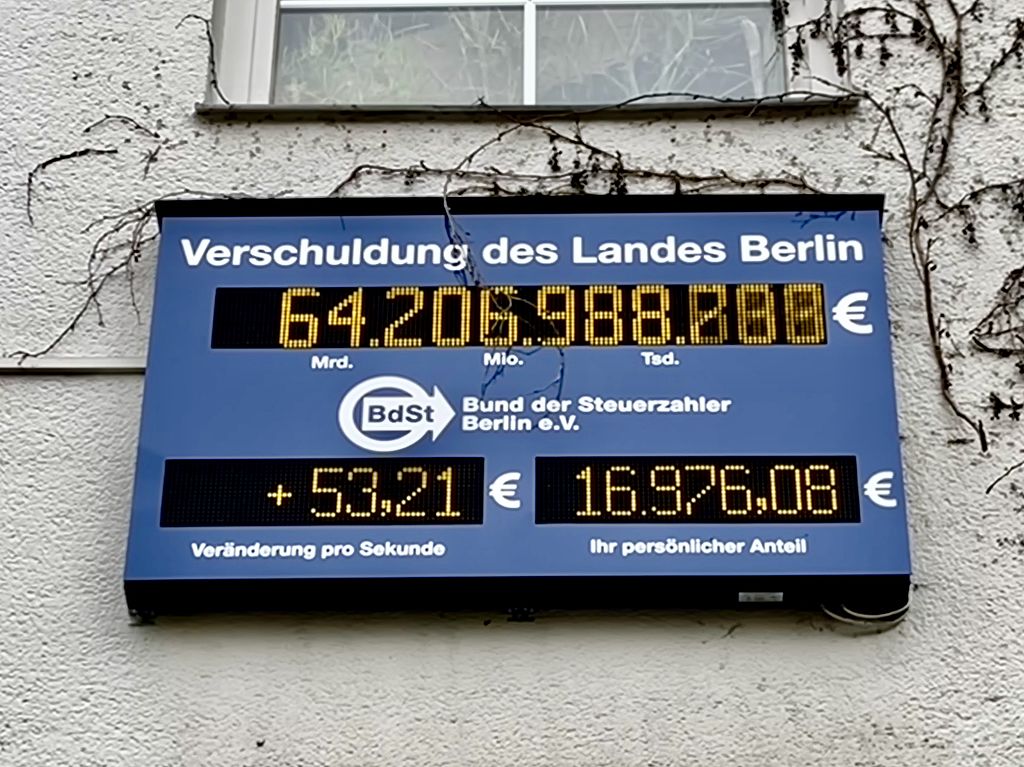 Verschuldung des Landes Berlin
64.206.988. €
Mrd. Mio. Tsd.
BdSt
Bund der Steuerzahler
Berlin e.V.
+ 53,21 € 16.976,08 €
Veränderung pro Sekunde Ihr persönlicher Anteil